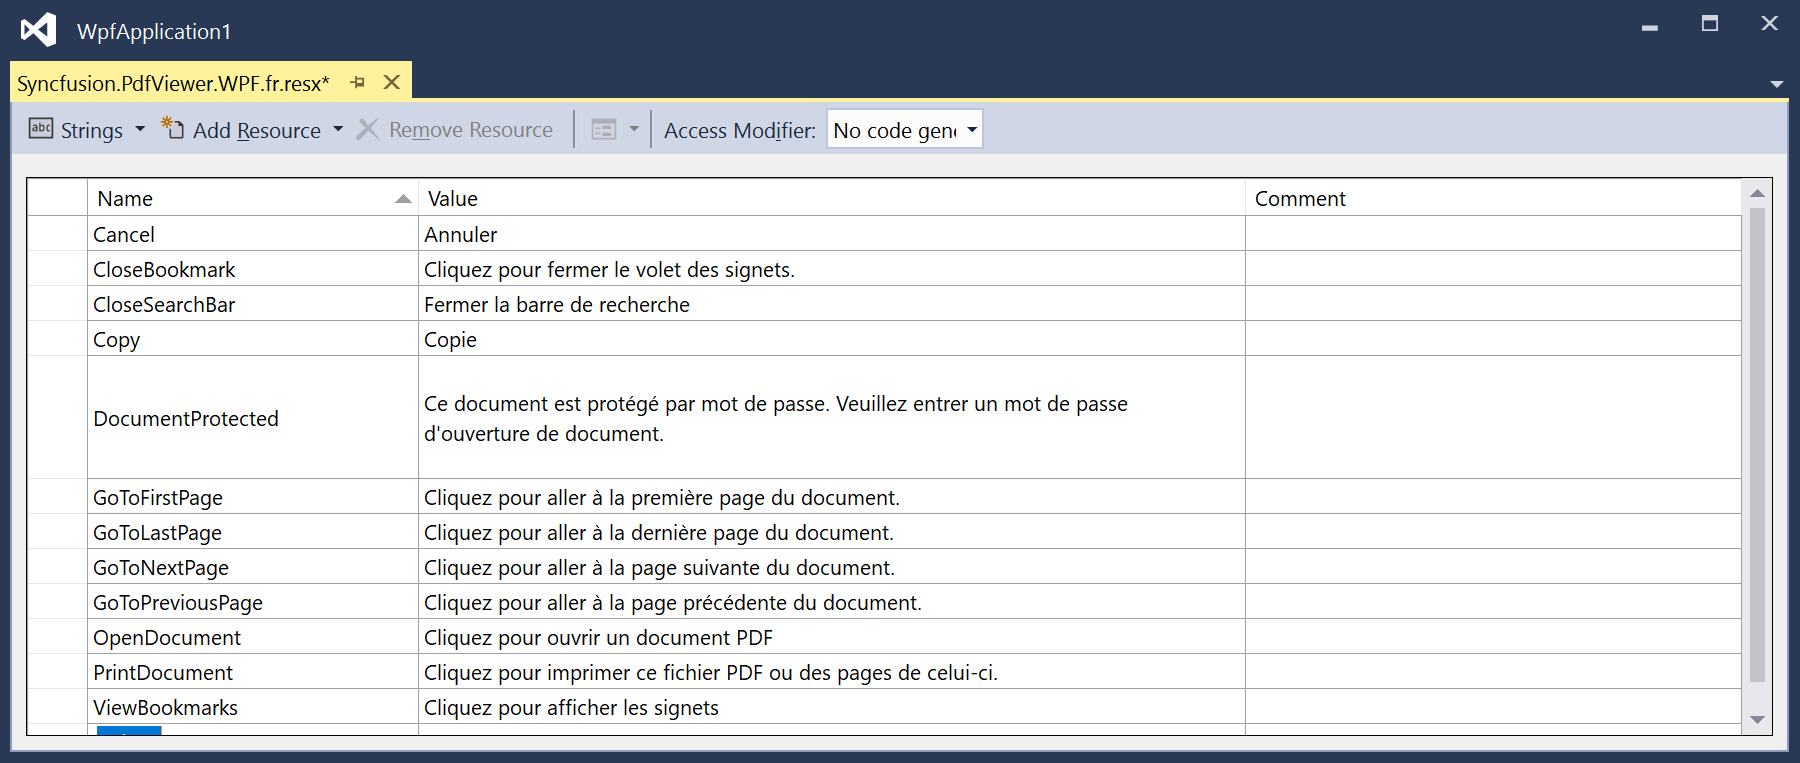 WpfApplication1
Syncfusion.PdfViewer.WPF.fr.resx*
abc Strings Add Resource Remove Resource Access Modifier: No code gen
Name Value Comment
Cancel Annuler
CloseBookmark Cliquez pour fermer le volet des signets.
CloseSearchBar Fermer la barre de recherche
Copy Copie
DocumentProtected Ce document est protégé par mot de passe. Veuillez entrer un mot de passe
d'ouverture de document.
GoToFirstPage Cliquez pour aller à la première page du document.
GoToLastPage Cliquez pour aller à la dernière page du document.
GoToNextPage Cliquez pour aller à la page suivante du document.
GoToPreviousPage Cliquez pour aller à la page précédente du document.
OpenDocument Cliquez pour ouvrir un document PDF
PrintDocument Cliquez pour imprimer ce fichier PDF ou des pages de celui-ci.
ViewBookmarks Cliquez pour afficher les signets